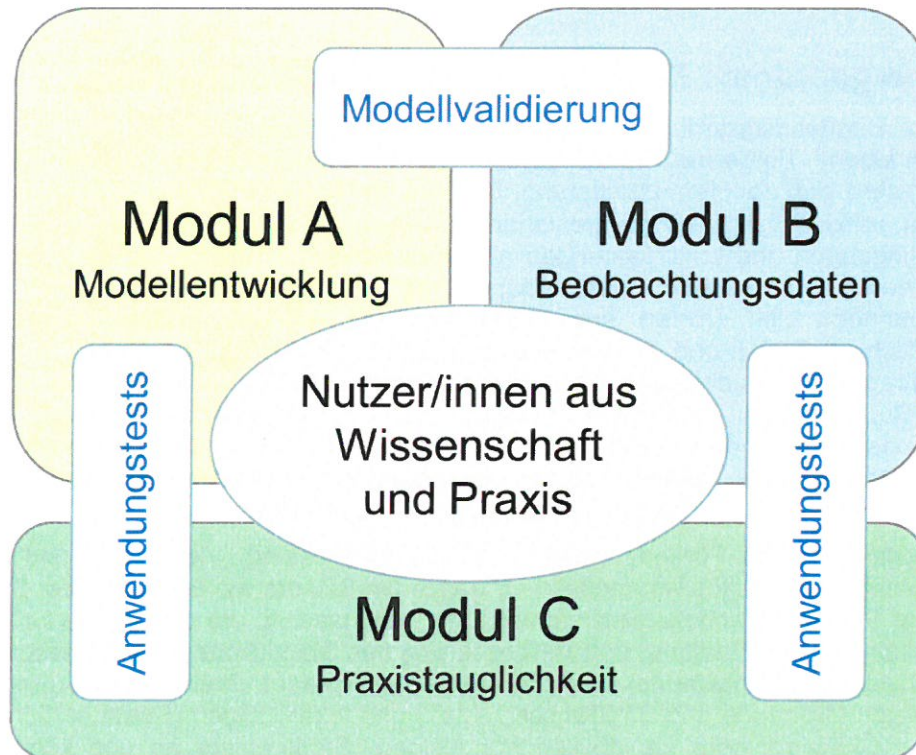 Modellvalidierung
Modul A
Modellentwicklung
Modul B
Beobachtungsdaten
Anwendungstests
Nutzer/innen aus
Wissenschaft
und Praxis
Anwendungstests
Modul C
Praxistauglichkeit